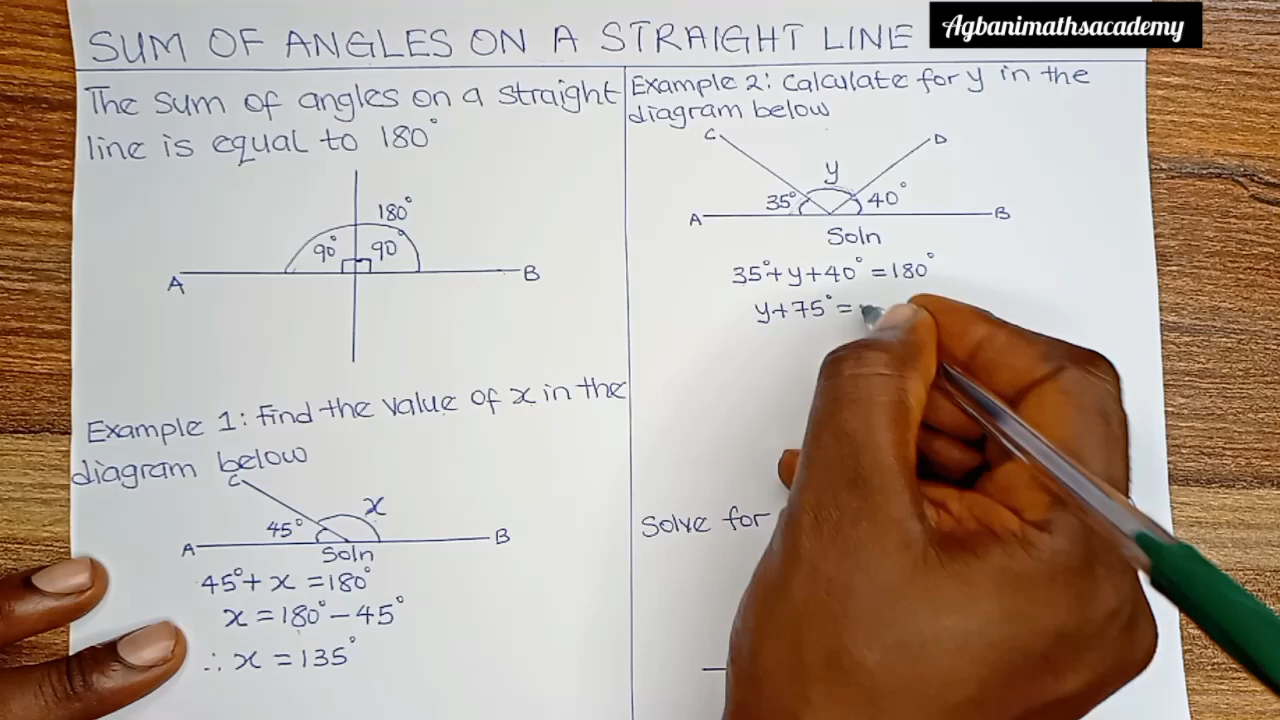 Agbanimathsacademy
SUM OF ANGLES ON A STRAIGHT LINE
The sum of angles on a straight
line is equal to 180°
180°
90° 90°
A B
Example 1: Find the value of x in the
diagram below
C
x
45°
A B
Soln
45°+ x = 180°
x = 180° - 45°
∴ x = 135°
Example 2: Calculate for y in the
diagram below
C D
y
35° 40°
A B
Soln
35°+ y + 40° = 180°
y + 75° =
Solve for